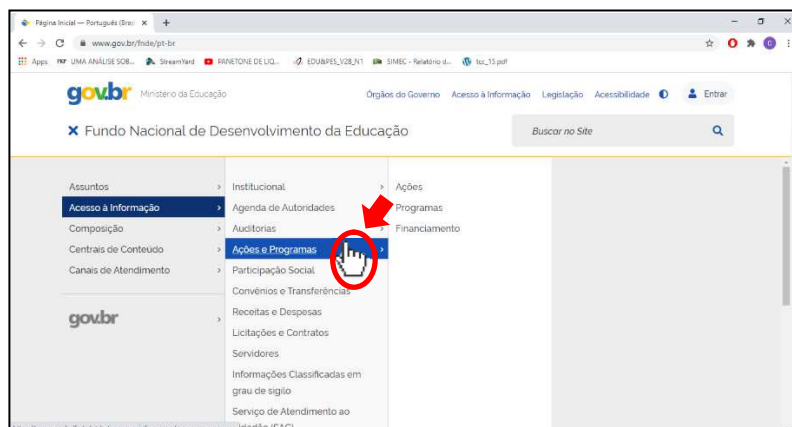 Página Inicial — Português (Bra
www.gov.br/fnde/pt-br
Apps UMA ANÁLISE SOB... StreamYard PANETONE DE LIQ... EDU&PES_V28_N1 SIMEC - Relatório d... tcc_15.pdf
gov.br Ministério da Educação Órgãos do Governo Acesso à Informação Legislação Acessibilidade Entrar
Fundo Nacional de Desenvolvimento da Educação Buscar no Site
Assuntos Institucional Ações
Acesso à Informação Agenda de Autoridades Programas
Composição Auditorias Financiamento
Centrais de Conteúdo Ações e Programas
Canais de Atendimento Participação Social
Convênios e Transferências
gov.br Receitas e Despesas
Licitações e Contratos
Servidores
Informações Classificadas em
grau de sigilo
Serviço de Atendimento ao